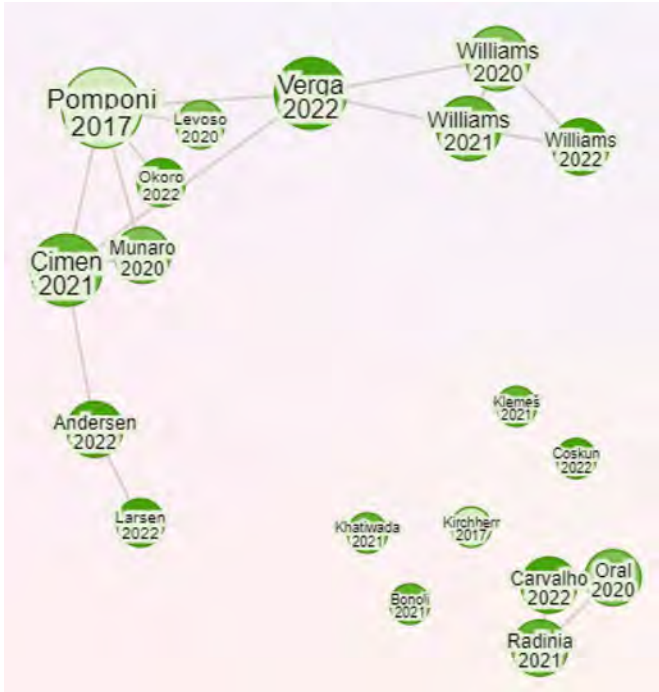 Williams
2020
Pomponi
2017
Verga
2022
Levoso
2020
Williams
2021
Williams
2022
Okoro
2022
Cimen
2021
Munaro
2020
Andersen
2022
Klemeš
2021
Coskun
2022
Larsen
2022
Khatiwada
2021
Kirchherr
2017
Carvalho
2022
Oral
2020
Bonoli
2021
Radinia
2021